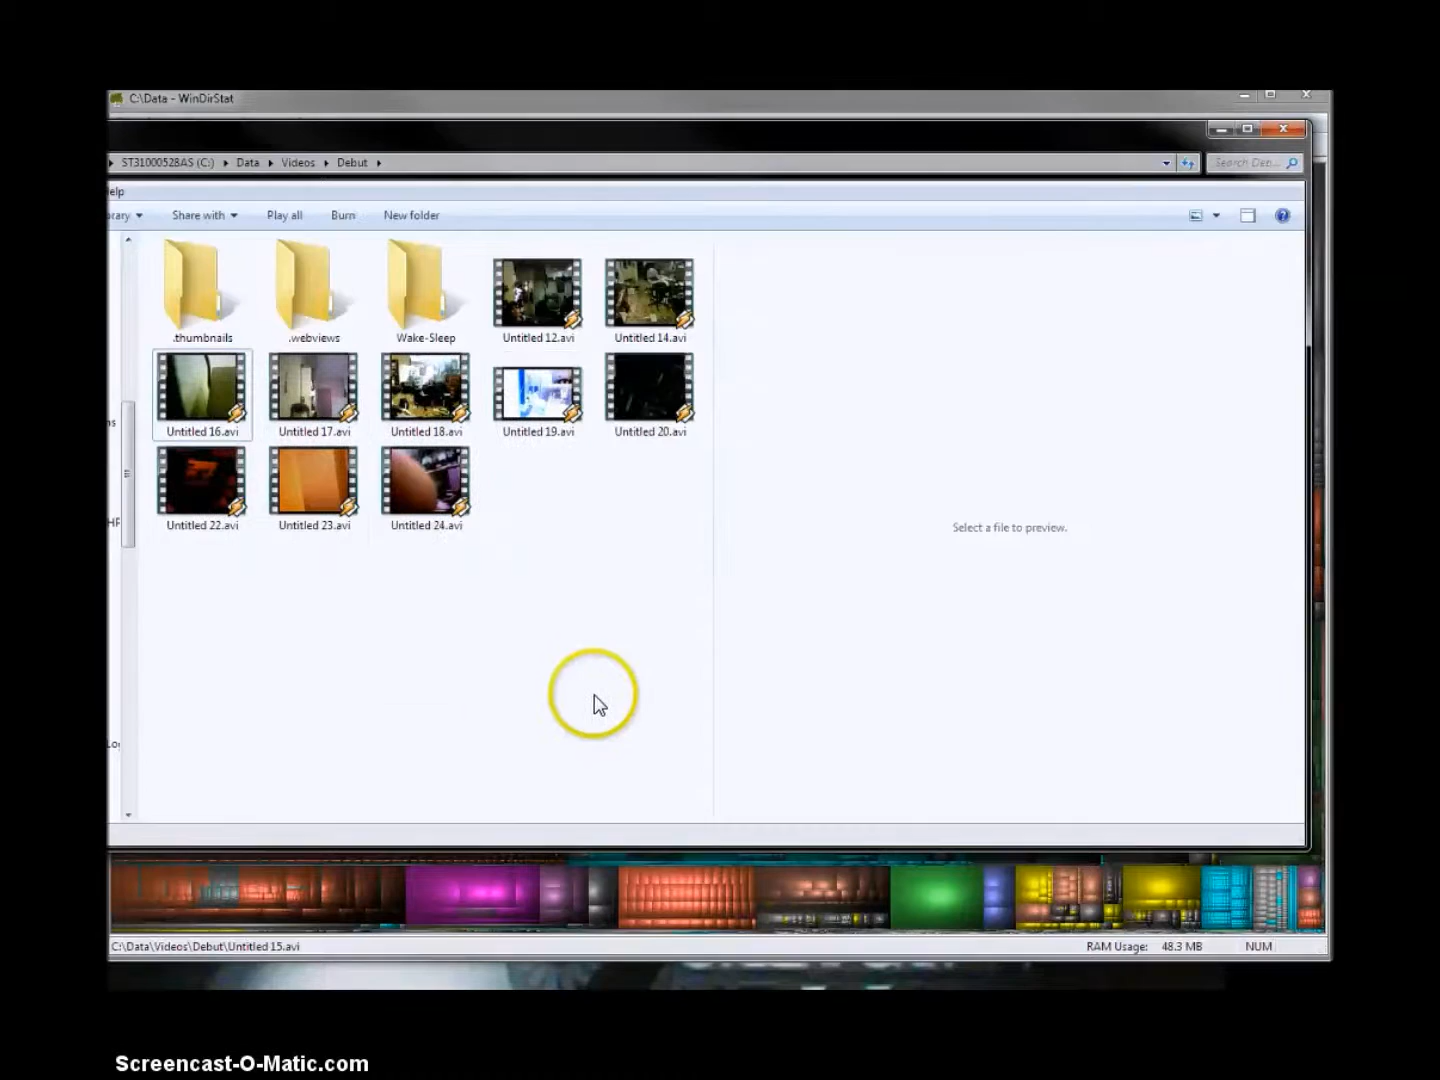 C:\Data - WinDirStat
ST31000528AS (C:) Data Videos Debut
Search Deb...
elp
brary Share with Play all Burn New folder
.thumbnails .webviews Wake-Sleep Untitled 12.avi Untitled 14.avi
Untitled 16.avi Untitled 17.avi Untitled 18.avi Untitled 19.avi Untitled 20.avi
Untitled 22.avi Untitled 23.avi Untitled 24.avi
Select a file to preview.
C:\Data\Videos\Debut\Untitled 15.avi RAM Usage: 48.3 MB NUM
Screencast-O-Matic.com